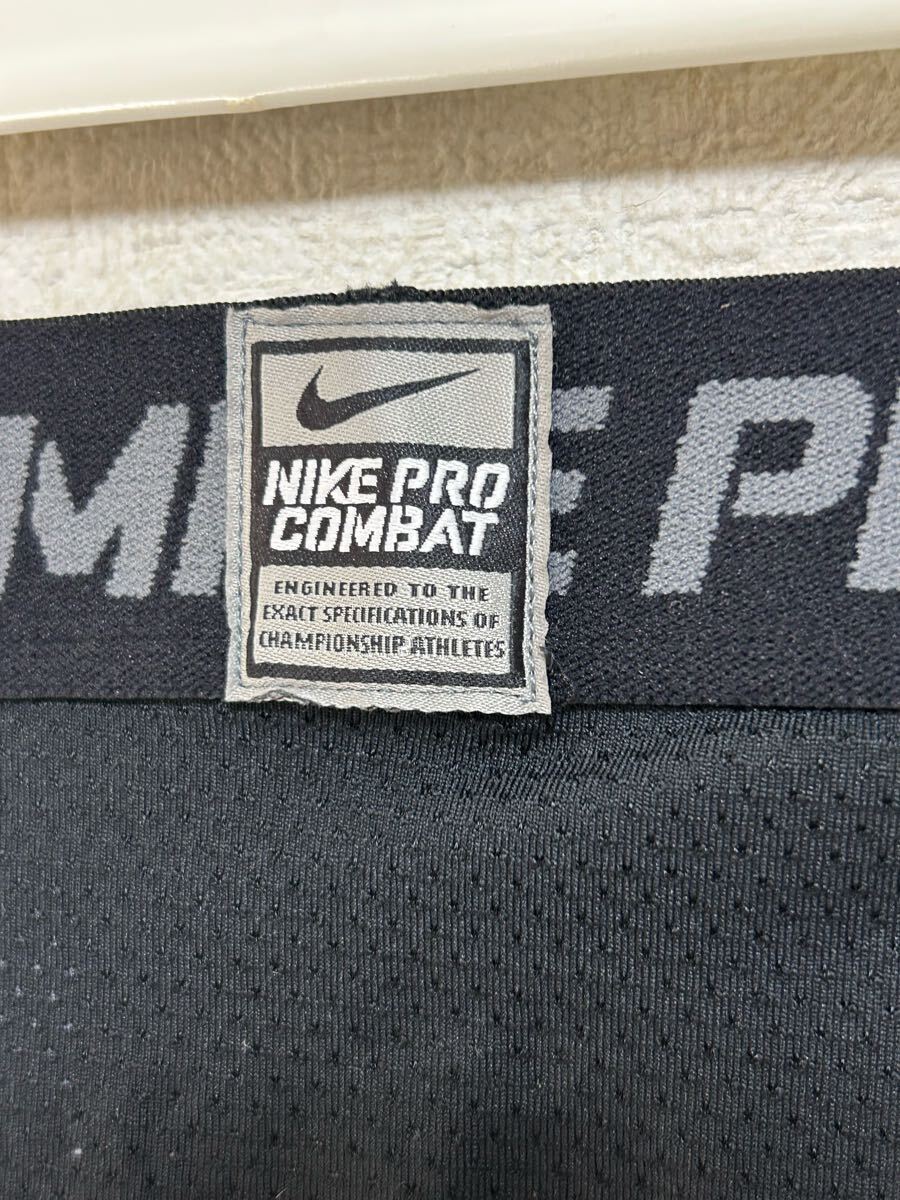 NIKE PRO
COMBAT
ENGINEERED TO THE
EXACT SPECIFICATIONS OF
CHAMPIONSHIP ATHLETES